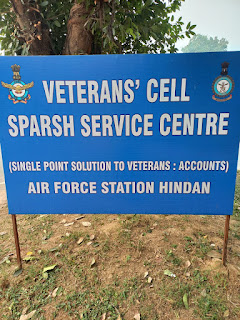 VETERANS' CELL
SPARSH SERVICE CENTRE
(SINGLE POINT SOLUTION TO VETERANS : ACCOUNTS)
AIR FORCE STATION HINDAN